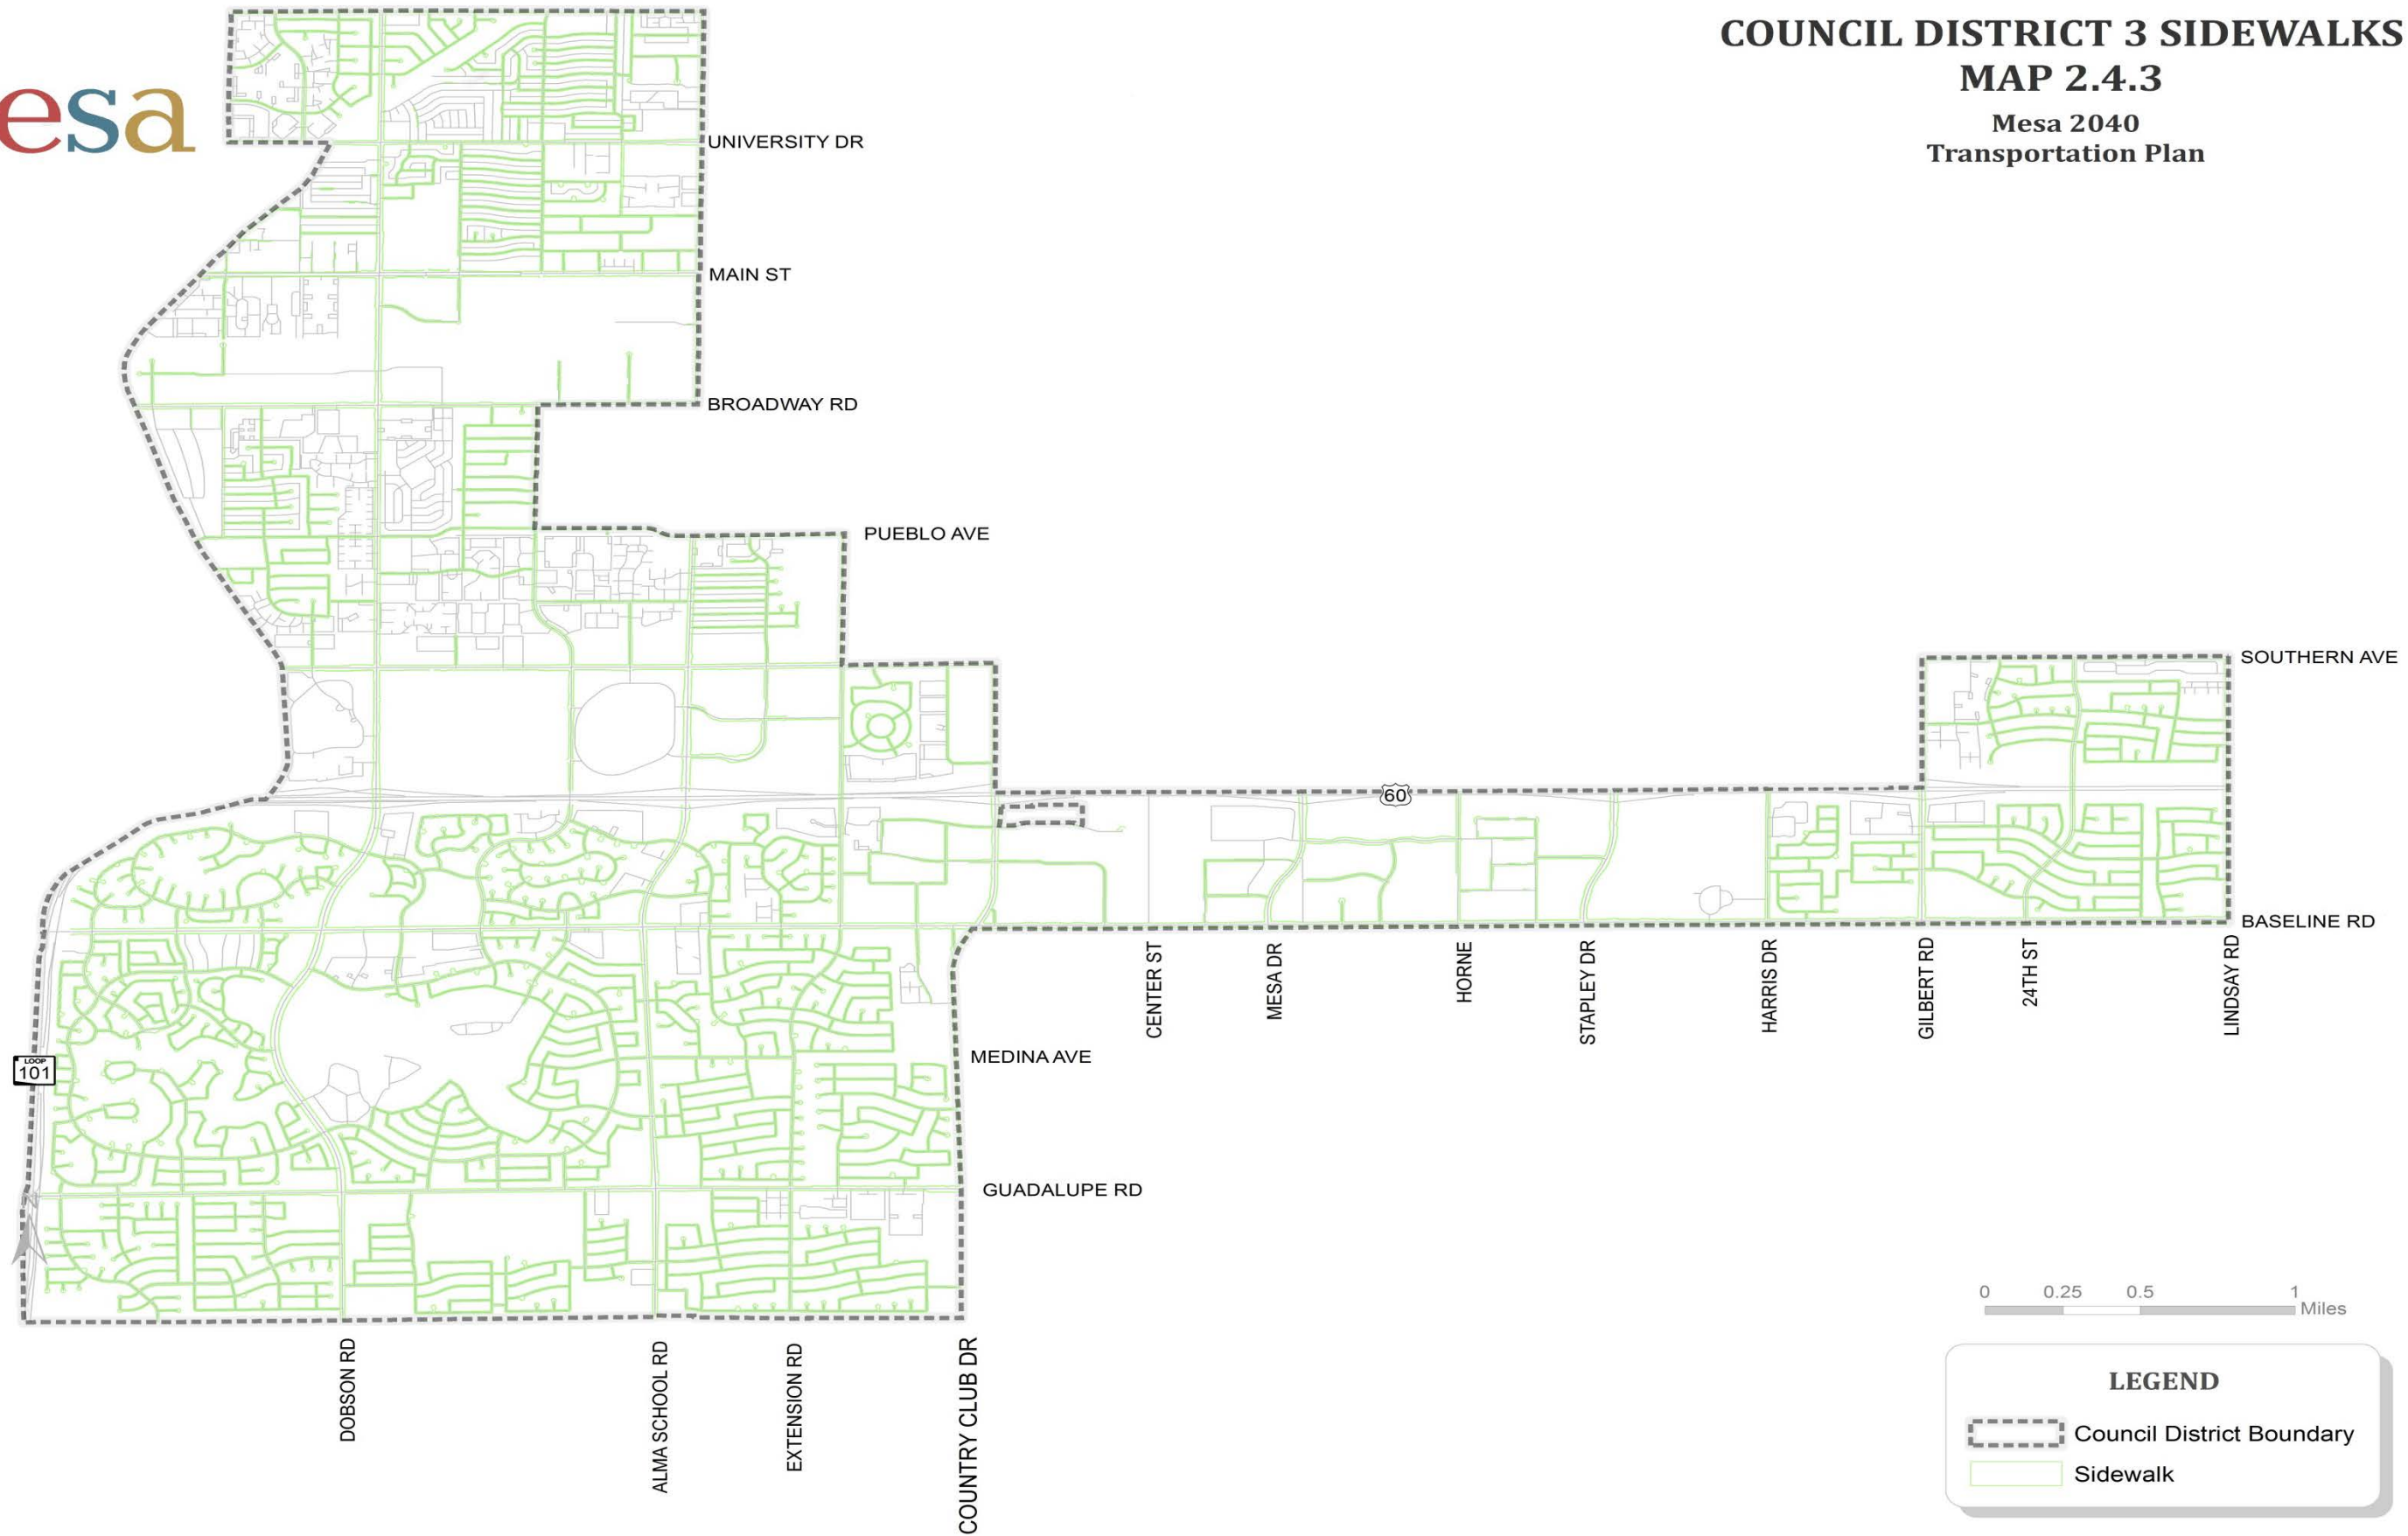 COUNCIL DISTRICT 3 SIDEWALKS
MAP 2.4.3
Mesa 2040
Transportation Plan
esa
UNIVERSITY DR
MAIN ST
BROADWAY RD
PUEBLO AVE
SOUTHERN AVE
60
BASELINE RD
CENTER ST
MESA DR
HORNE
STAPLEY DR
HARRIS DR
GILBERT RD
24TH ST
LINDSAY RD
MEDINA AVE
LOOP
101
GUADALUPE RD
DOBSON RD
ALMA SCHOOL RD
EXTENSION RD
COUNTRY CLUB DR
0 0.25 0.5 1
Miles
LEGEND
Council District Boundary
Sidewalk